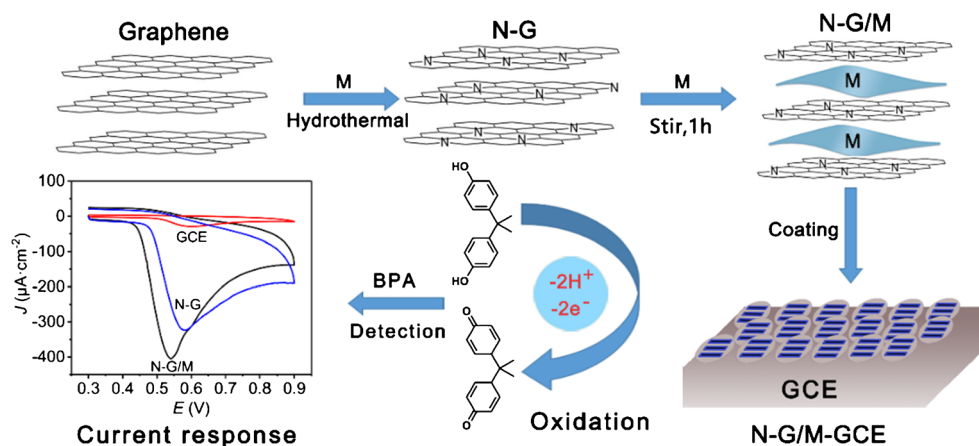 Graphene
M
Hydrothermal
N-G
N N N
N N N N
N N N
M
Stir,1h
N-G/M
N N N
M
N N N
M
N N N
Coating
GCE
N-G/M-GCE
HO
HO
-2H⁺
-2e⁻
O
O
Oxidation
BPA
Detection
100
0
-100
-200
-300
-400
J (μA·cm⁻²)
GCE
N-G
N-G/M
0.3 0.4 0.5 0.6 0.7 0.8 0.9
E (V)
Current response